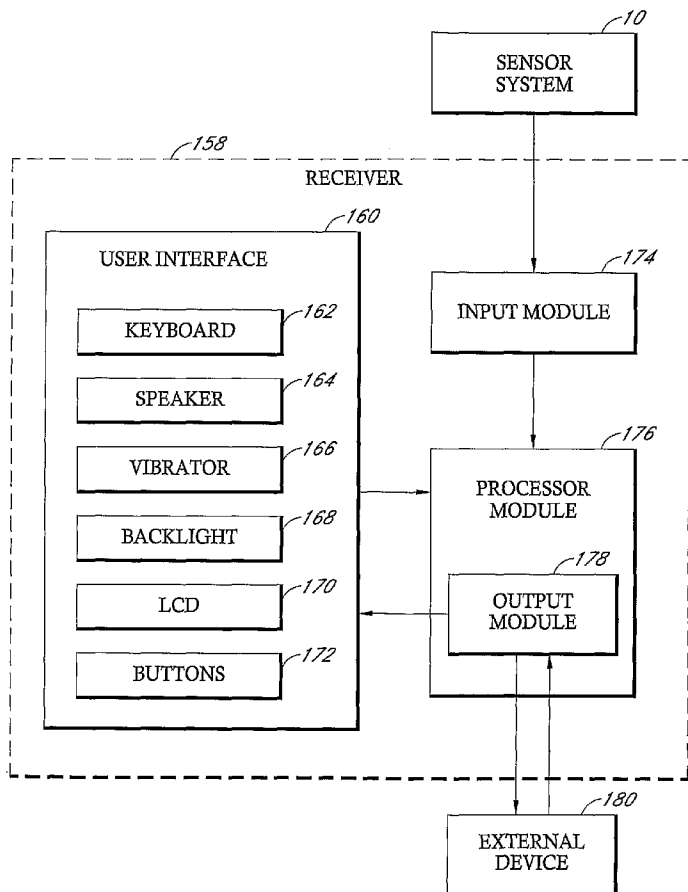 10
SENSOR
SYSTEM
158
RECEIVER
160
USER INTERFACE
174
INPUT MODULE
KEYBOARD
162
SPEAKER
164
VIBRATOR
166
BACKLIGHT
168
LCD
170
BUTTONS
172
176
PROCESSOR
MODULE
178
OUTPUT
MODULE
180
EXTERNAL
DEVICE